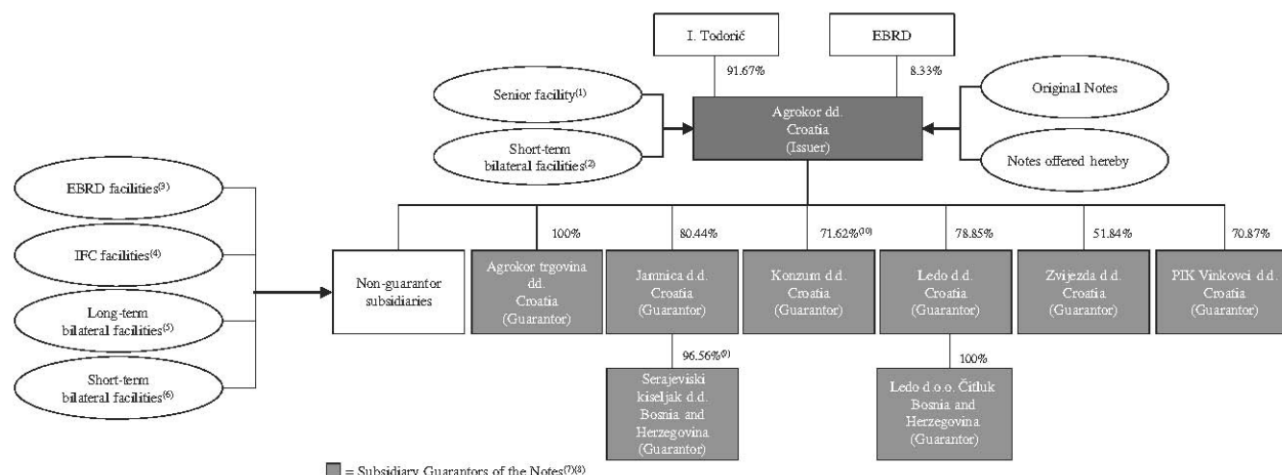 I. Todorić
EBRD
91.67%
8.33%
Senior facility(1)
Original Notes
Agrokor dd.
Croatia
(Issuer)
Short-term
bilateral facilities(2)
Notes offered hereby
EBRD facilities(3)
IFC facilities(4)
Long-term
bilateral facilities(5)
Short-term
bilateral facilities(6)
100%
80.44%
71.62%(10)
78.85%
51.84%
70.87%
Non-guarantor
subsidiaries
Agrokor trgovina
dd.
Croatia
(Guarantor)
Jamnica d.d.
Croatia
(Guarantor)
Konzum d.d.
Croatia
(Guarantor)
Ledo d.d.
Croatia
(Guarantor)
Zvijezda d.d.
Croatia
(Guarantor)
PIK Vinkovci d.d.
Croatia
(Guarantor)
96.56%(9)
100%
Serajeviski
kiseljak d.d.
Bosnia and
Herzegovina
(Guarantor)
Ledo d.o.o. Čitluk
Bosnia and
Herzegovina
(Guarantor)
= Subsidiary Guarantors of the Notes(7)(8)